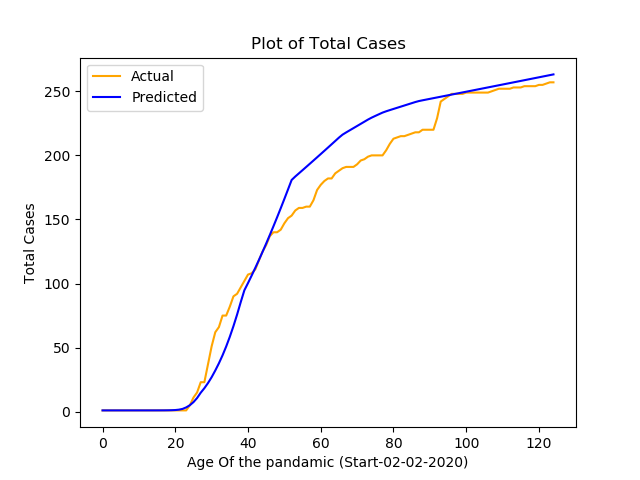 Plot of Total Cases
Actual
Predicted
250
200
150
100
50
0
Total Cases
0 20 40 60 80 100 120
Age Of the pandamic (Start-02-02-2020)